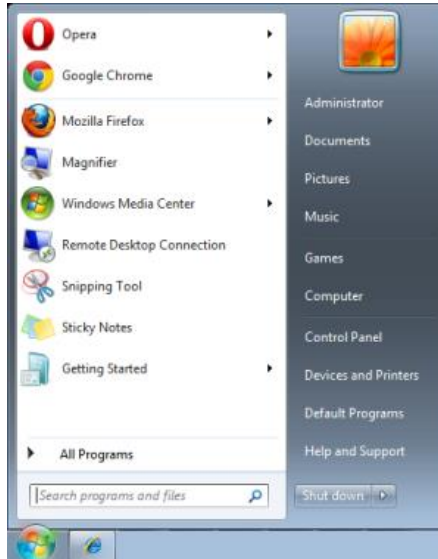 Opera
Google Chrome
Mozilla Firefox
Magnifier
Windows Media Center
Remote Desktop Connection
Snipping Tool
Sticky Notes
Getting Started
All Programs
Search programs and files
Administrator
Documents
Pictures
Music
Games
Computer
Control Panel
Devices and Printers
Default Programs
Help and Support
Shut down